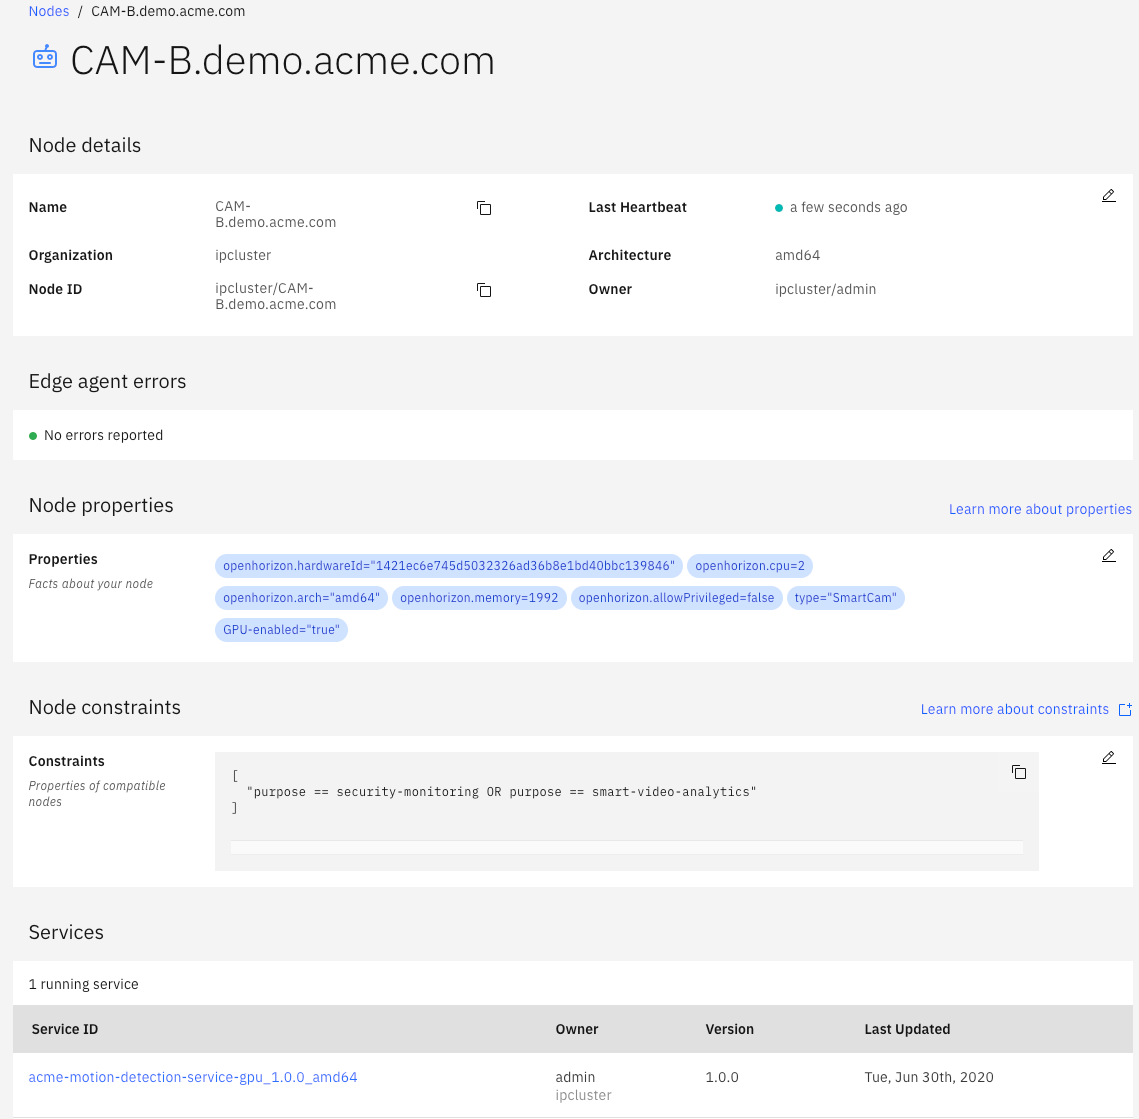 Nodes / CAM-B.demo.acme.com
CAM-B.demo.acme.com
Node details
Name
CAM-
B.demo.acme.com
Last Heartbeat
a few seconds ago
Organization
ipcluster
Architecture
amd64
Node ID
ipcluster/CAM-
B.demo.acme.com
Owner
ipcluster/admin
Edge agent errors
No errors reported
Node properties
Learn more about properties
Properties
Facts about your node
openhorizon.hardwareId="1421ec6e745d5032326ad36b8e1bd40bbc139846" openhorizon.cpu=2
openhorizon.arch="amd64" openhorizon.memory=1992 openhorizon.allowPrivileged=false type="SmartCam"
GPU-enabled="true"
Node constraints
Learn more about constraints
Constraints
Properties of compatible
nodes
[
"purpose == security-monitoring OR purpose == smart-video-analytics"
]
Services
1 running service
Service ID Owner Version Last Updated
acme-motion-detection-service-gpu_1.0.0_amd64 admin 1.0.0 Tue, Jun 30th, 2020
ipcluster